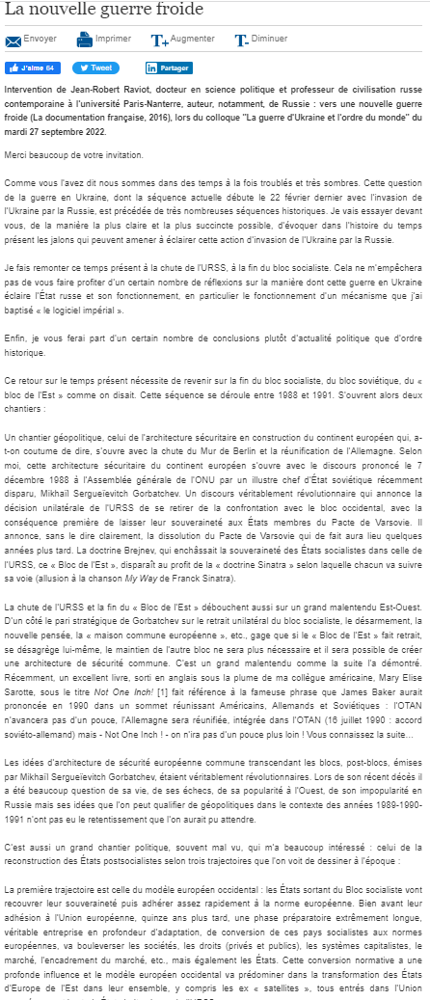 La nouvelle guerre froide
Envoyer Imprimer T+ Augmenter T- Diminuer
J'aime 64 Tweet in Partager
Intervention de Jean-Robert Raviot, docteur en science politique et professeur de civilisation russe
contemporaine à l'université Paris-Nanterre, auteur, notamment, de Russie : vers une nouvelle guerre
froide (La documentation française, 2016), lors du colloque "La guerre d'Ukraine et l'ordre du monde" du
mardi 27 septembre 2022.
Merci beaucoup de votre invitation.
Comme vous l'avez dit nous sommes dans des temps à la fois troublés et très sombres. Cette question
de la guerre en Ukraine, dont la séquence actuelle débute le 22 février dernier avec l'invasion de
l'Ukraine par la Russie, est précédée de très nombreuses séquences historiques. Je vais essayer devant
vous, de la manière la plus claire et la plus succincte possible, d'évoquer dans l'histoire du temps
présent les jalons qui peuvent amener à éclairer cette action d'invasion de l'Ukraine par la Russie.
Je fais remonter ce temps présent à la chute de l'URSS, à la fin du bloc socialiste. Cela ne m'empêchera
pas de vous faire profiter d'un certain nombre de réflexions sur la manière dont cette guerre en Ukraine
éclaire l'État russe et son fonctionnement, en particulier le fonctionnement d'un mécanisme que j'ai
baptisé « le logiciel impérial ».
Enfin, je vous ferai part d'un certain nombre de conclusions plutôt d'actualité politique que d'ordre
historique.
Ce retour sur le temps présent nécessite de revenir sur la fin du bloc socialiste, du bloc soviétique, du «
bloc de l'Est » comme on disait. Cette séquence se déroule entre 1988 et 1991. S'ouvrent alors deux
chantiers :
Un chantier géopolitique, celui de l'architecture sécuritaire en construction du continent européen qui, a-
t-on coutume de dire, s'ouvre avec la chute du Mur de Berlin et la réunification de l'Allemagne. Selon
moi, cette architecture sécuritaire du continent européen s'ouvre avec le discours prononcé le 7
décembre 1988 à l'Assemblée générale de l'ONU par un illustre chef d'État soviétique récemment
disparu, Mikhaïl Sergueïevitch Gorbatchev. Un discours véritablement révolutionnaire qui annonce la
décision unilatérale de l'URSS de se retirer de la confrontation avec le bloc occidental, avec la
conséquence première de laisser leur souveraineté aux États membres du Pacte de Varsovie. Il
annonce, sans le dire clairement, la dissolution du Pacte de Varsovie qui de fait aura lieu quelques
années plus tard. La doctrine Brejnev, qui enchâssait la souveraineté des États socialistes dans celle de
l'URSS, ce « Bloc de l'Est », disparaît au profit de la « doctrine Sinatra » selon laquelle chacun va suivre
sa voie (allusion à la chanson My Way de Franck Sinatra).
La chute de l'URSS et la fin du « Bloc de l'Est » débouchent aussi sur un grand malentendu Est-Ouest.
D'un côté le pari stratégique de Gorbatchev sur le retrait unilatéral du bloc socialiste, le désarmement, la
nouvelle pensée, la « maison commune européenne », etc., gage que si le « Bloc de l'Est » fait retrait,
se désagrège lui-même, le maintien de l'autre bloc ne sera plus nécessaire et il sera possible de créer
une architecture de sécurité commune. C'est un grand malentendu comme la suite l'a démontré.
Récemment, un excellent livre, sorti en anglais sous la plume de ma collègue américaine, Mary Elise
Sarotte, sous le titre Not One Inch! [1] fait référence à la fameuse phrase que James Baker aurait
prononcée en 1990 dans un sommet réunissant Américains, Allemands et Soviétiques : l'OTAN
n'avancera pas d'un pouce, l'Allemagne sera réunifiée, intégrée dans l'OTAN (16 juillet 1990 : accord
soviéto-allemand) mais - Not One Inch ! - on n'ira pas d'un pouce plus loin ! Vous connaissez la suite…
Les idées d'architecture de sécurité européenne commune transcendant les blocs, post-blocs, émises
par Mikhaïl Sergueïevitch Gorbatchev, étaient véritablement révolutionnaires. Lors de son récent décès il
a été beaucoup question de sa vie, de ses échecs, de sa popularité à l'Ouest, de son impopularité en
Russie mais ses idées que l'on peut qualifier de géopolitiques dans le contexte des années 1989-1990-
1991 n'ont pas eu le retentissement que l'on aurait pu attendre.
C'est aussi un grand chantier politique, souvent mal vu, qui m'a beaucoup intéressé : celui de la
reconstruction des États postsocialistes selon trois trajectoires que l'on voit de dessiner à l'époque :
La première trajectoire est celle du modèle européen occidental : les États sortant du Bloc socialiste vont
recouvrer leur souveraineté puis adhérer assez rapidement à la norme européenne. Bien avant leur
adhésion à l'Union européenne, quinze ans plus tard, une phase préparatoire extrêmement longue,
véritable entreprise en profondeur d'adaptation, de conversion de ces pays socialistes aux normes
européennes, va bouleverser les sociétés, les droits (privés et publics), les systèmes capitalistes, le
marché, l'encadrement du marché, etc., mais également les États. Cette conversion normative a une
profonde influence et le modèle européen occidental va prédominer dans la transformation des États
d'Europe de l'Est dans leur ensemble, y compris les ex « satellites », tous entrés dans l'Union